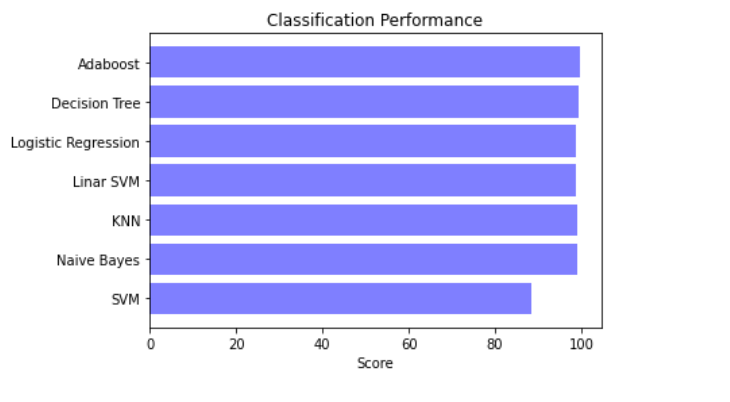 Classification Performance
Adaboost
Decision Tree
Logistic Regression
Linar SVM
KNN
Naive Bayes
SVM
0 20 40 60 80 100
Score